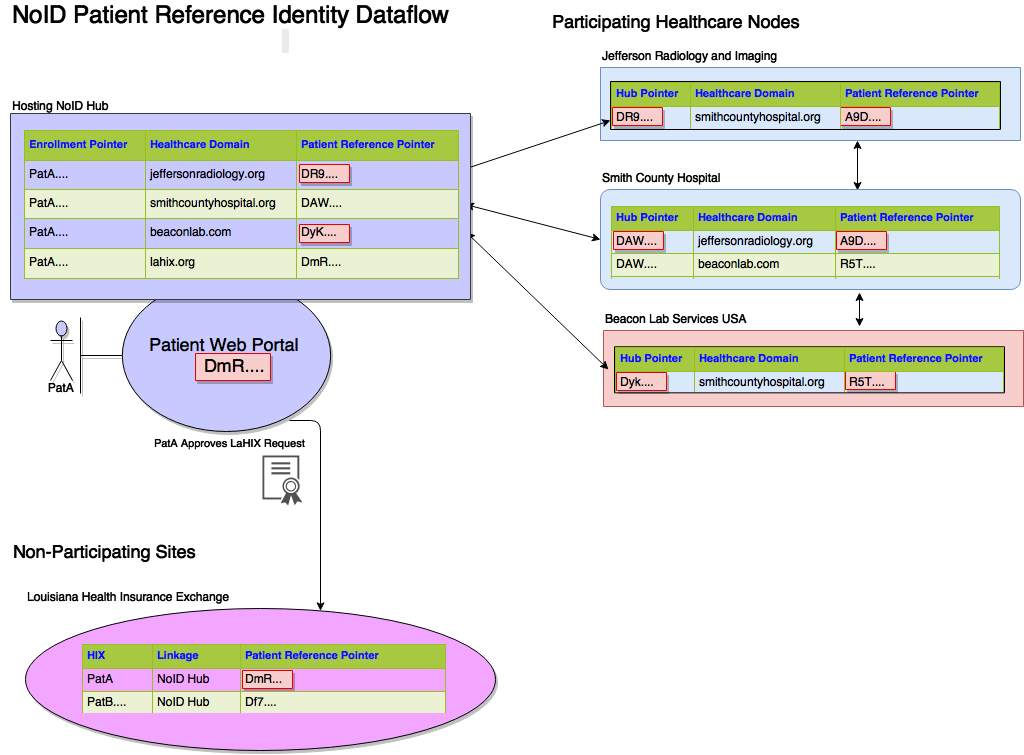 NoID Patient Reference Identity Dataflow
Participating Healthcare Nodes
Jefferson Radiology and Imaging
Hub Pointer Healthcare Domain Patient Reference Pointer
DR9.... smithcountyhospital.org A9D....
Hosting NoID Hub
Enrollment Pointer Healthcare Domain Patient Reference Pointer
PatA.... jeffersonradiology.org DR9....
PatA.... smithcountyhospital.org DAW....
PatA.... beaconlab.com DyK....
PatA.... lahix.org DmR....
Smith County Hospital
Hub Pointer Healthcare Domain Patient Reference Pointer
DAW.... jeffersonradiology.org A9D....
DAW.... beaconlab.com R5T....
Beacon Lab Services USA
Hub Pointer Healthcare Domain Patient Reference Pointer
Dyk.... smithcountyhospital.org R5T....
Patient Web Portal
DmR....
PatA
PatA Approves LaHIX Request
Non-Participating Sites
Louisiana Health Insurance Exchange
HIX Linkage Patient Reference Pointer
PatA NoID Hub DmR...
PatB.... NoID Hub Df7....